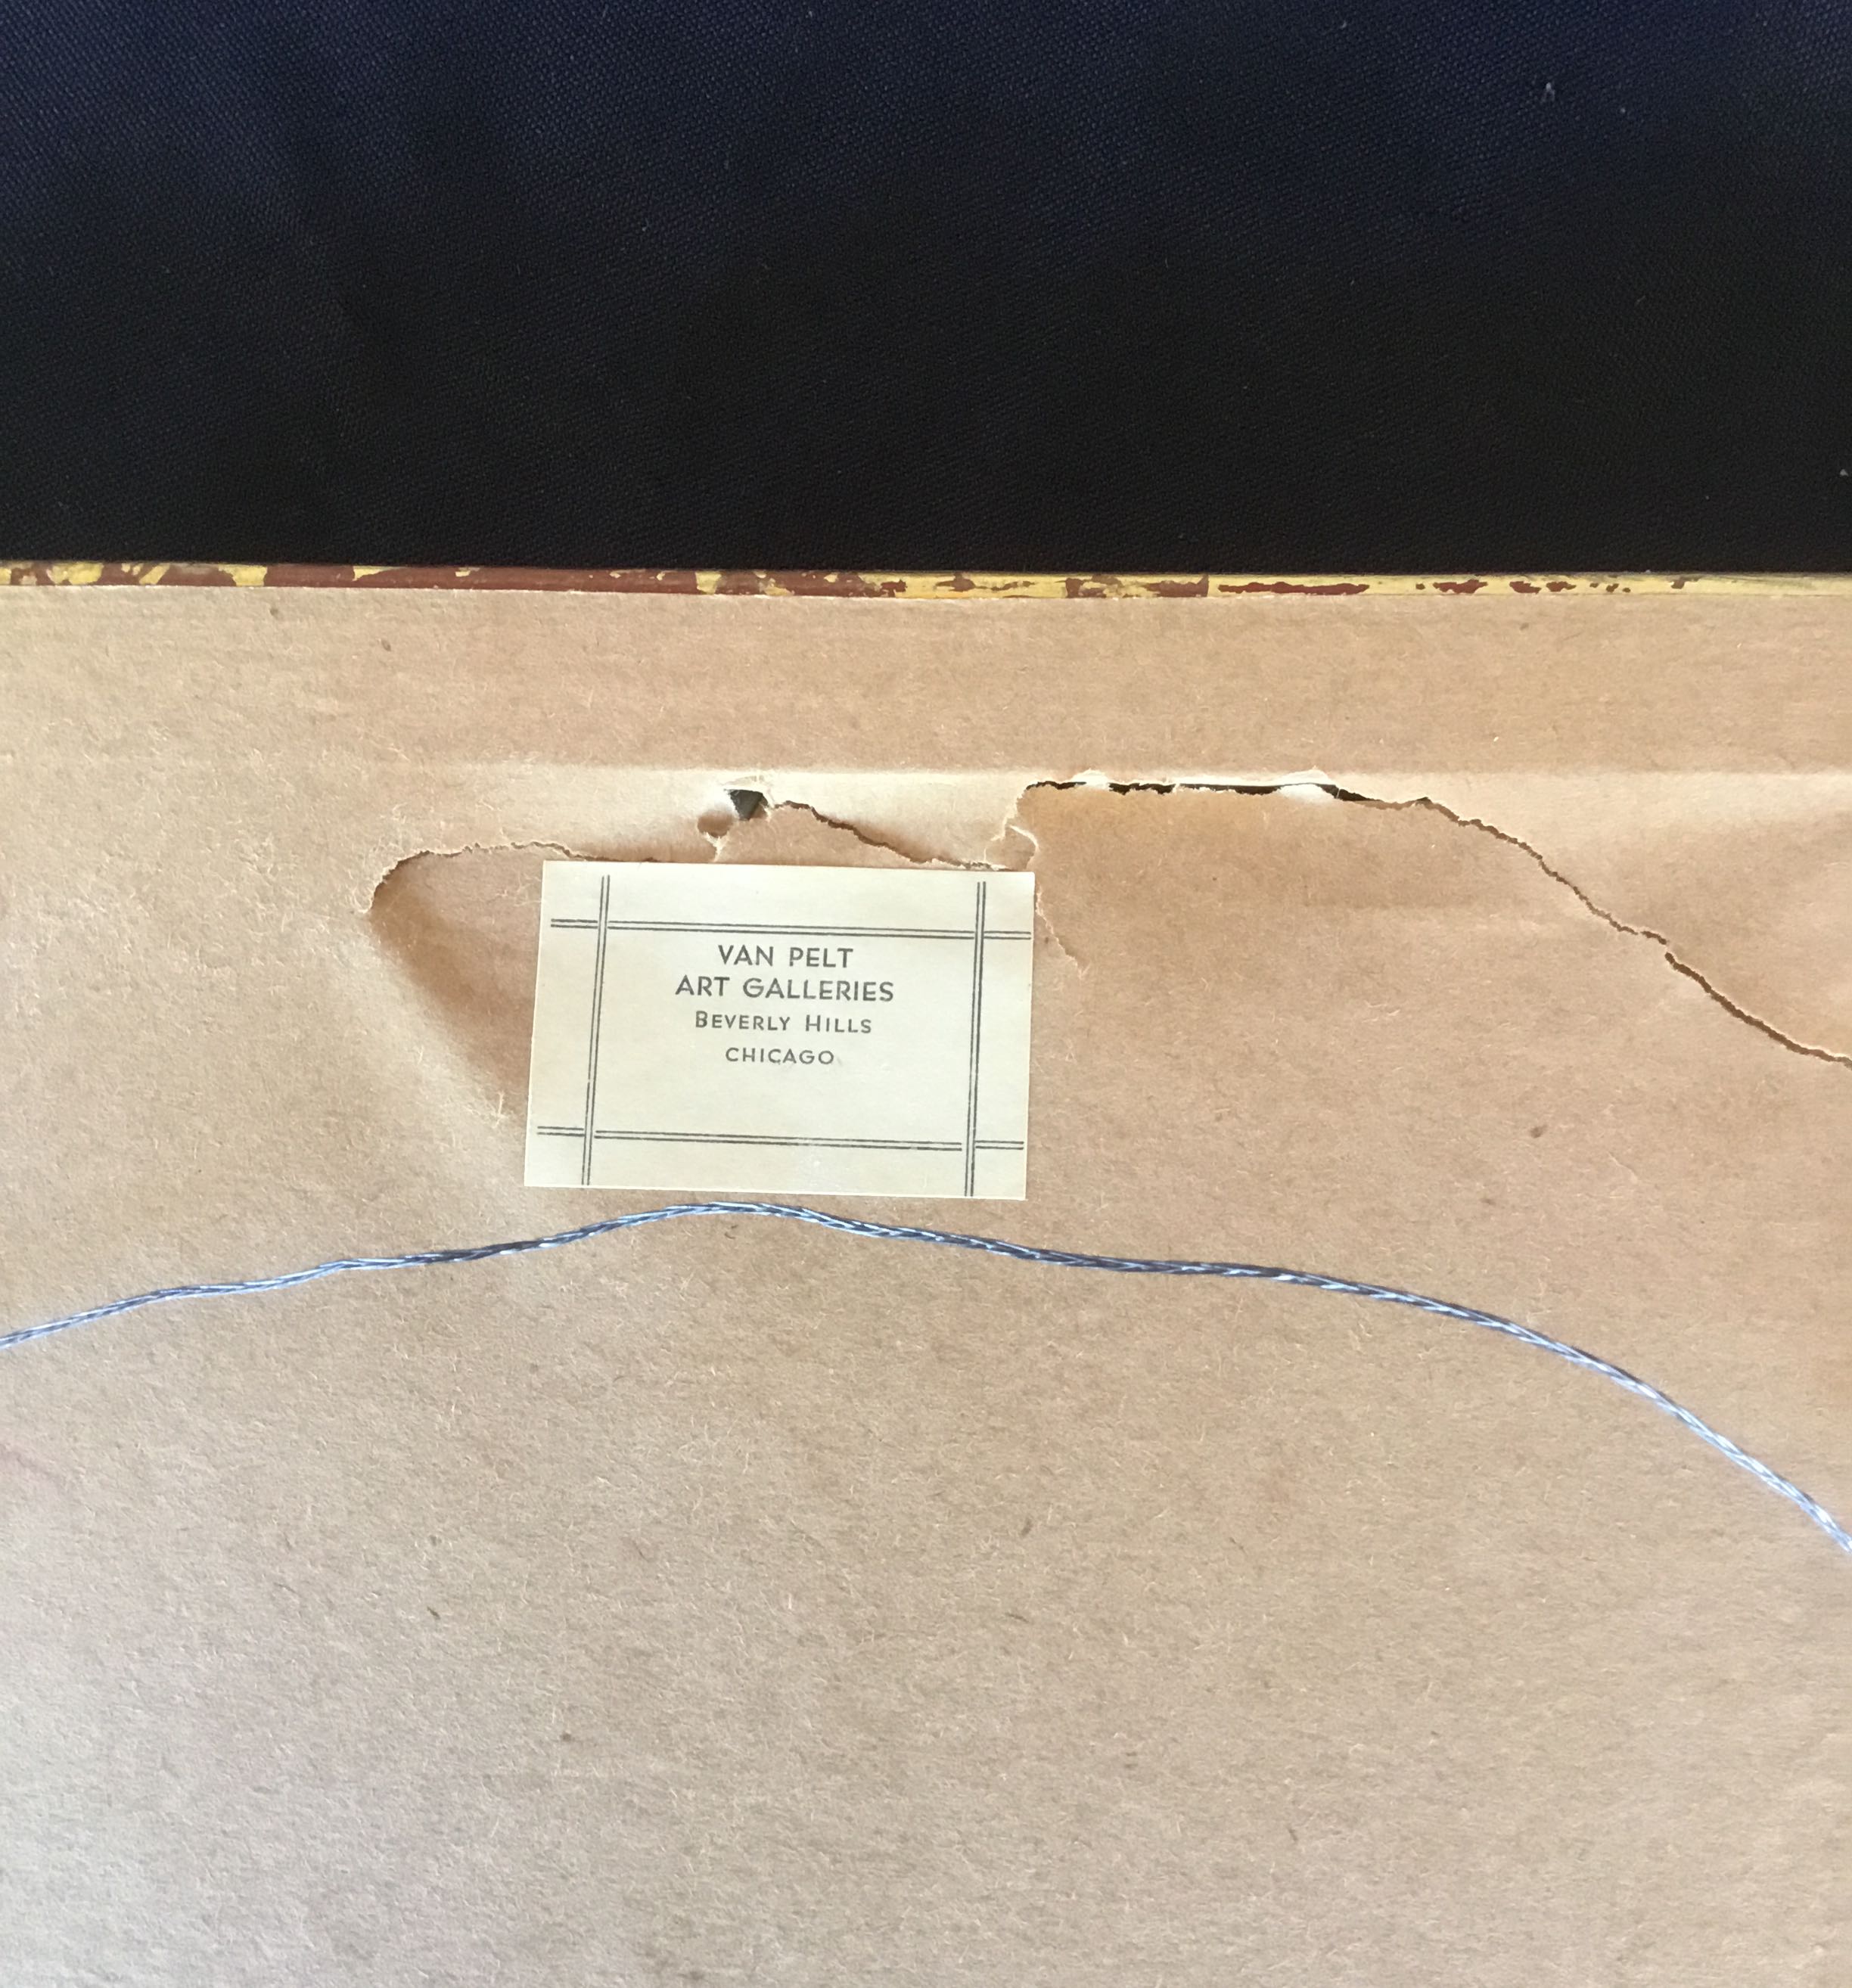 VAN PELT
ART GALLERIES
BEVERLY HILLS
CHICAGO